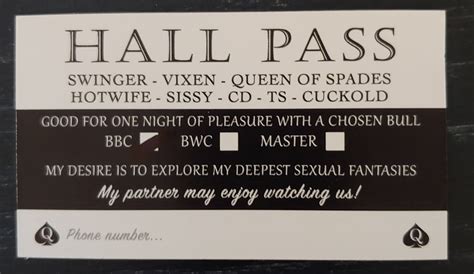 HALL PASS
SWINGER - VIXEN - QUEEN OF SPADES
HOTWIFE - SISSY - CD - TS - CUCKOLD
GOOD FOR ONE NIGHT OF PLEASURE WITH A CHOSEN BULL
BBC BWC MASTER
MY DESIRE IS TO EXPLORE MY DEEPEST SEXUAL FANTASIES
My partner may enjoy watching us!
Q Phone number... Q